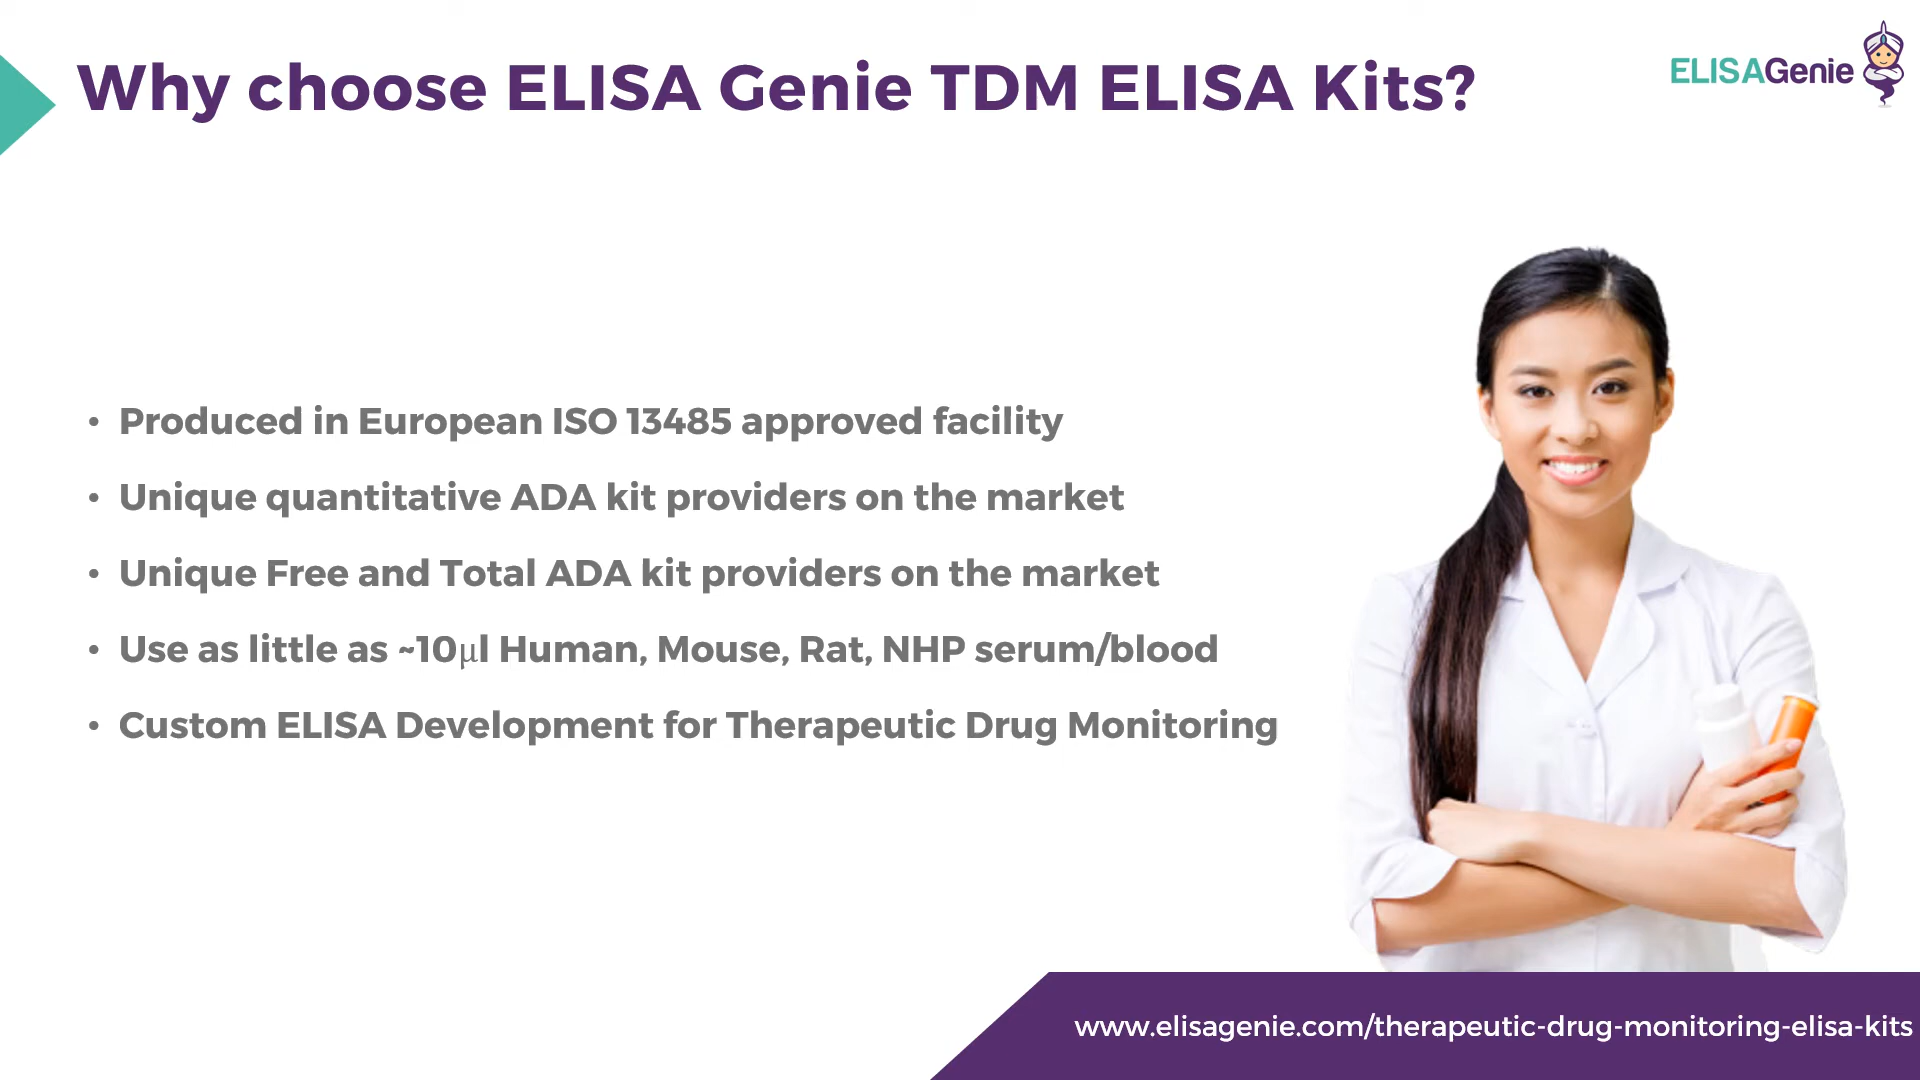 Why choose ELISA Genie TDM ELISA Kits?
ELISAGenie
• Produced in European ISO 13485 approved facility
• Unique quantitative ADA kit providers on the market
• Unique Free and Total ADA kit providers on the market
• Use as little as ~10μl Human, Mouse, Rat, NHP serum/blood
• Custom ELISA Development for Therapeutic Drug Monitoring
www.elisagenie.com/therapeutic-drug-monitoring-elisa-kits